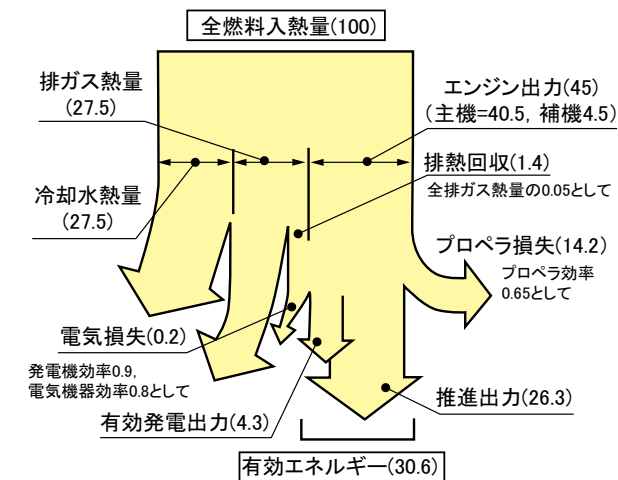 全燃料入熱量(100)
排ガス熱量
(27.5)
エンジン出力(45)
(主機=40.5, 補機4.5)
排熱回収(1.4)
全排ガス熱量の0.05として
冷却水熱量
(27.5)
プロペラ損失(14.2)
プロペラ効率
0.65として
電気損失(0.2)
発電機効率0.9,
電気機器効率0.8として
有効発電出力(4.3)
推進出力(26.3)
有効エネルギー(30.6)